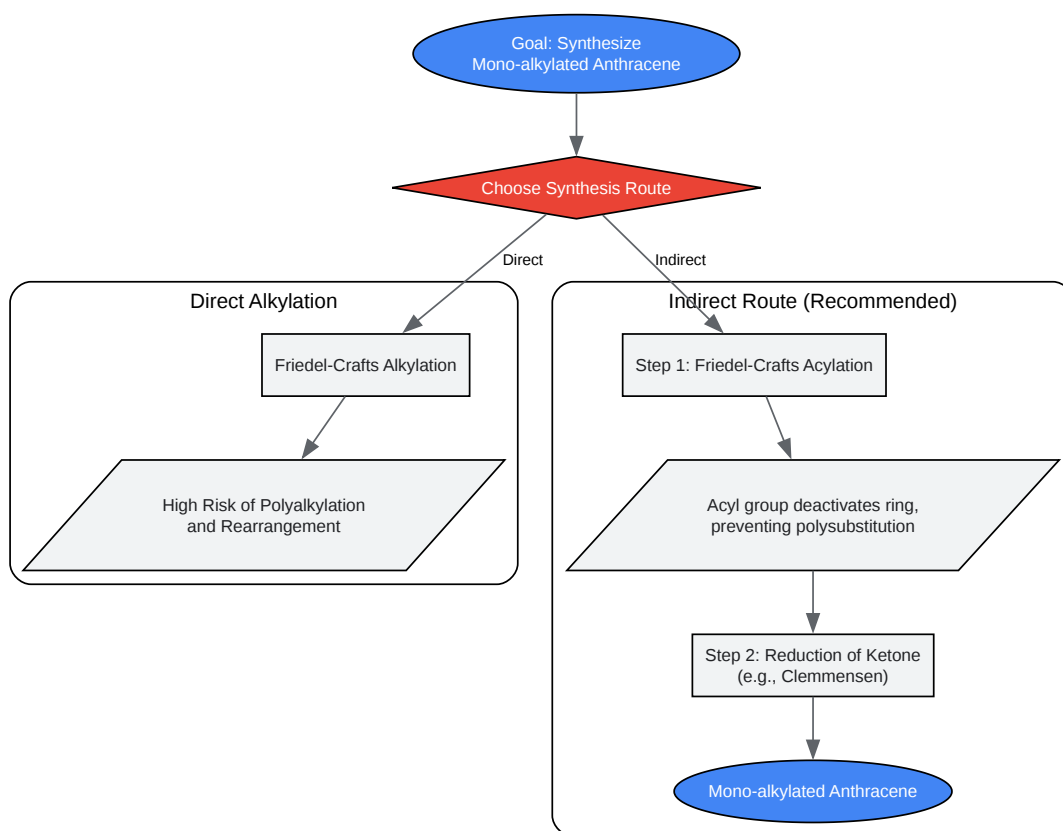 Goal: Synthesize
Mono-alkylated Anthracene
Choose Synthesis Route
Direct
Indirect
Direct Alkylation
Friedel-Crafts Alkylation
High Risk of Polyalkylation
and Rearrangement
Indirect Route (Recommended)
Step 1: Friedel-Crafts Acylation
Acyl group deactivates ring,
preventing polysubstitution
Step 2: Reduction of Ketone
(e.g., Clemmensen)
Mono-alkylated Anthracene